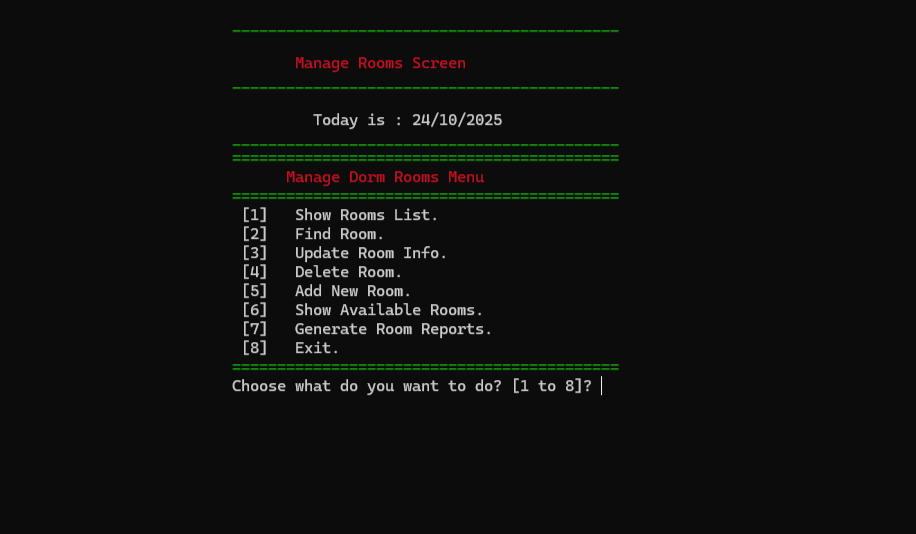 Manage Rooms Screen
Today is : 24/10/2025
Manage Dorm Rooms Menu
[1] Show Rooms List.
[2] Find Room.
[3] Update Room Info.
[4] Delete Room.
[5] Add New Room.
[6] Show Available Rooms.
[7] Generate Room Reports.
[8] Exit.
Choose what do you want to do? [1 to 8]?